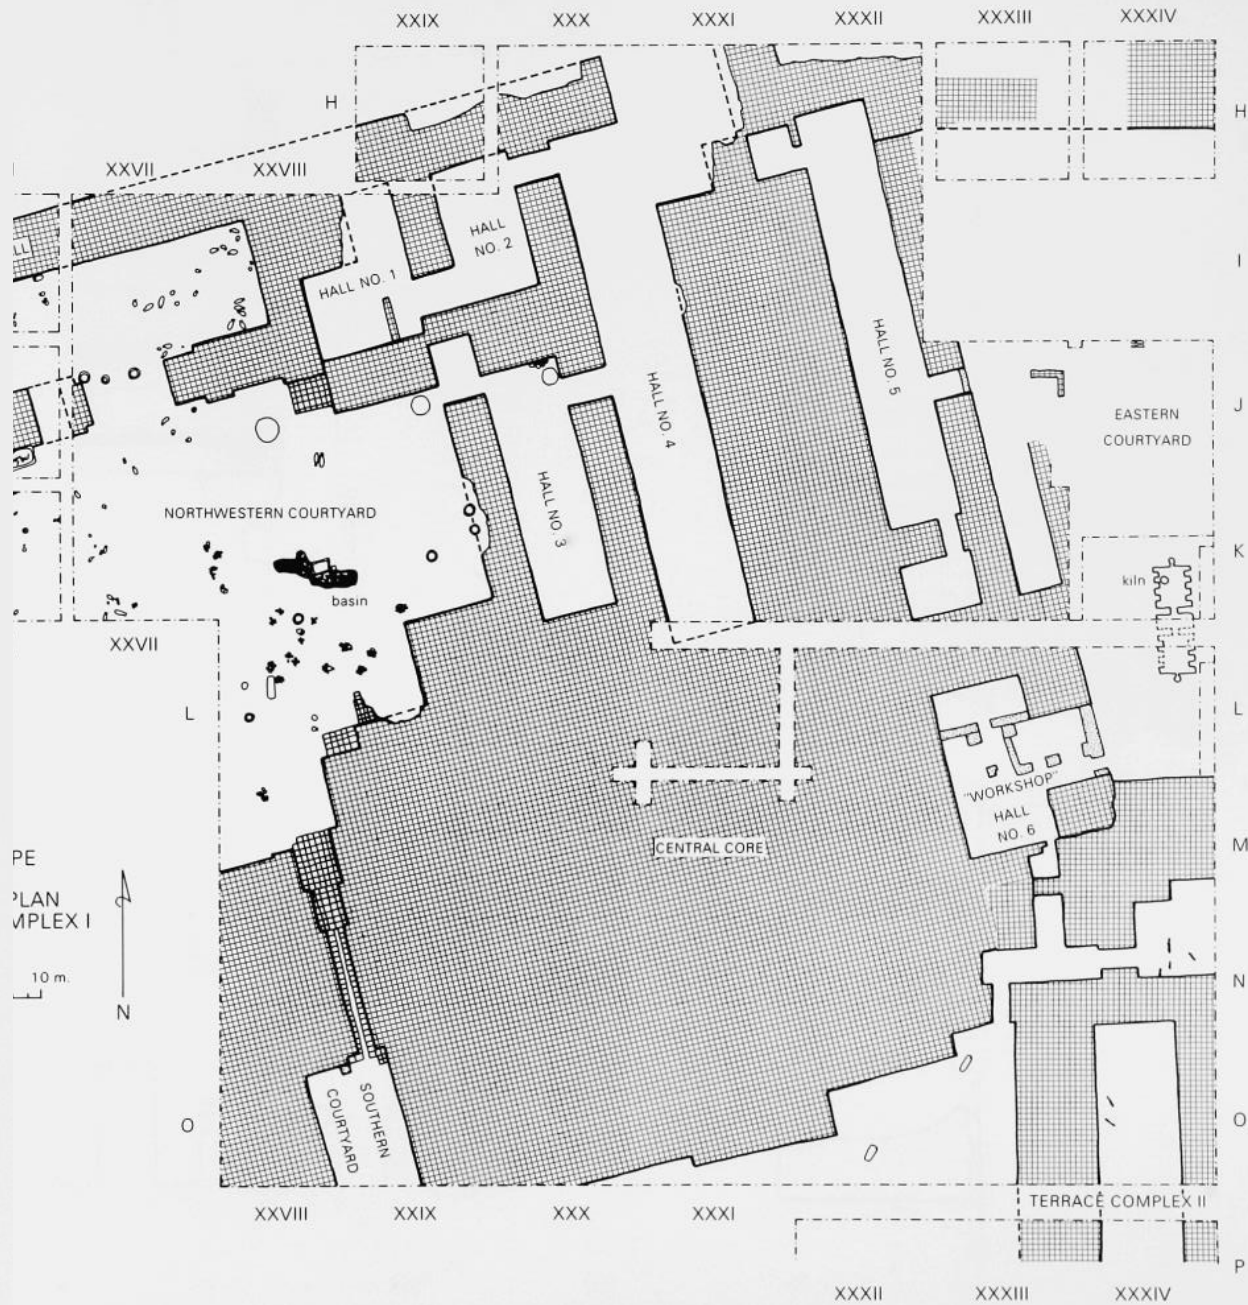 XXIX XXX XXXI XXXII XXXIII XXXIV
H H
XXVII XXVIII
HALL
NO. 2
HALL NO. 1
I
HALL NO. 5
HALL NO. 4
J
EASTERN
COURTYARD
HALL NO. 3
NORTHWESTERN COURTYARD
K
kiln
basin
XXVII
L L
"WORKSHOP"
HALL
NO. 6
CENTRAL CORE
M
PE
PLAN
MPLEX I
10 m.
N
N
SOUTHERN
COURTYARD
O O
TERRACE COMPLEX II
XXVIII XXIX XXX XXXI
P
XXXII XXXIII XXXIV